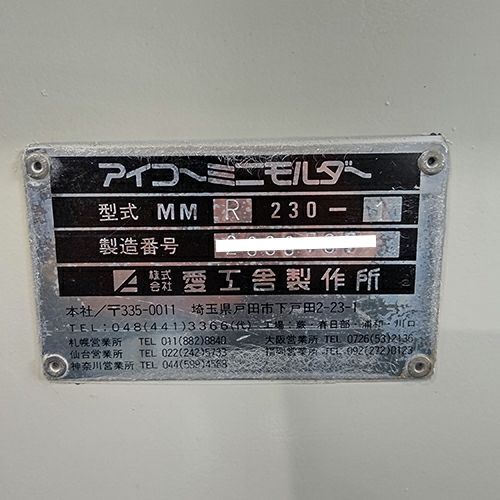 アイコーミニモルダー
型式 MM R 230-1
製造番号
株式会社 愛工舎製作所
本社/〒335-0011 埼玉県戸田市下戸田2-23-1
TEL:048(441)3366(代) 工場 蕨・春日部・浦和・川口
札幌営業所 TEL 011(882)8840 大阪営業所 TEL 0726(53)2136
仙台営業所 TEL 022(242)5733 福岡営業所 TEL 092(272)0123
神奈川営業所 TEL 044(599)4588